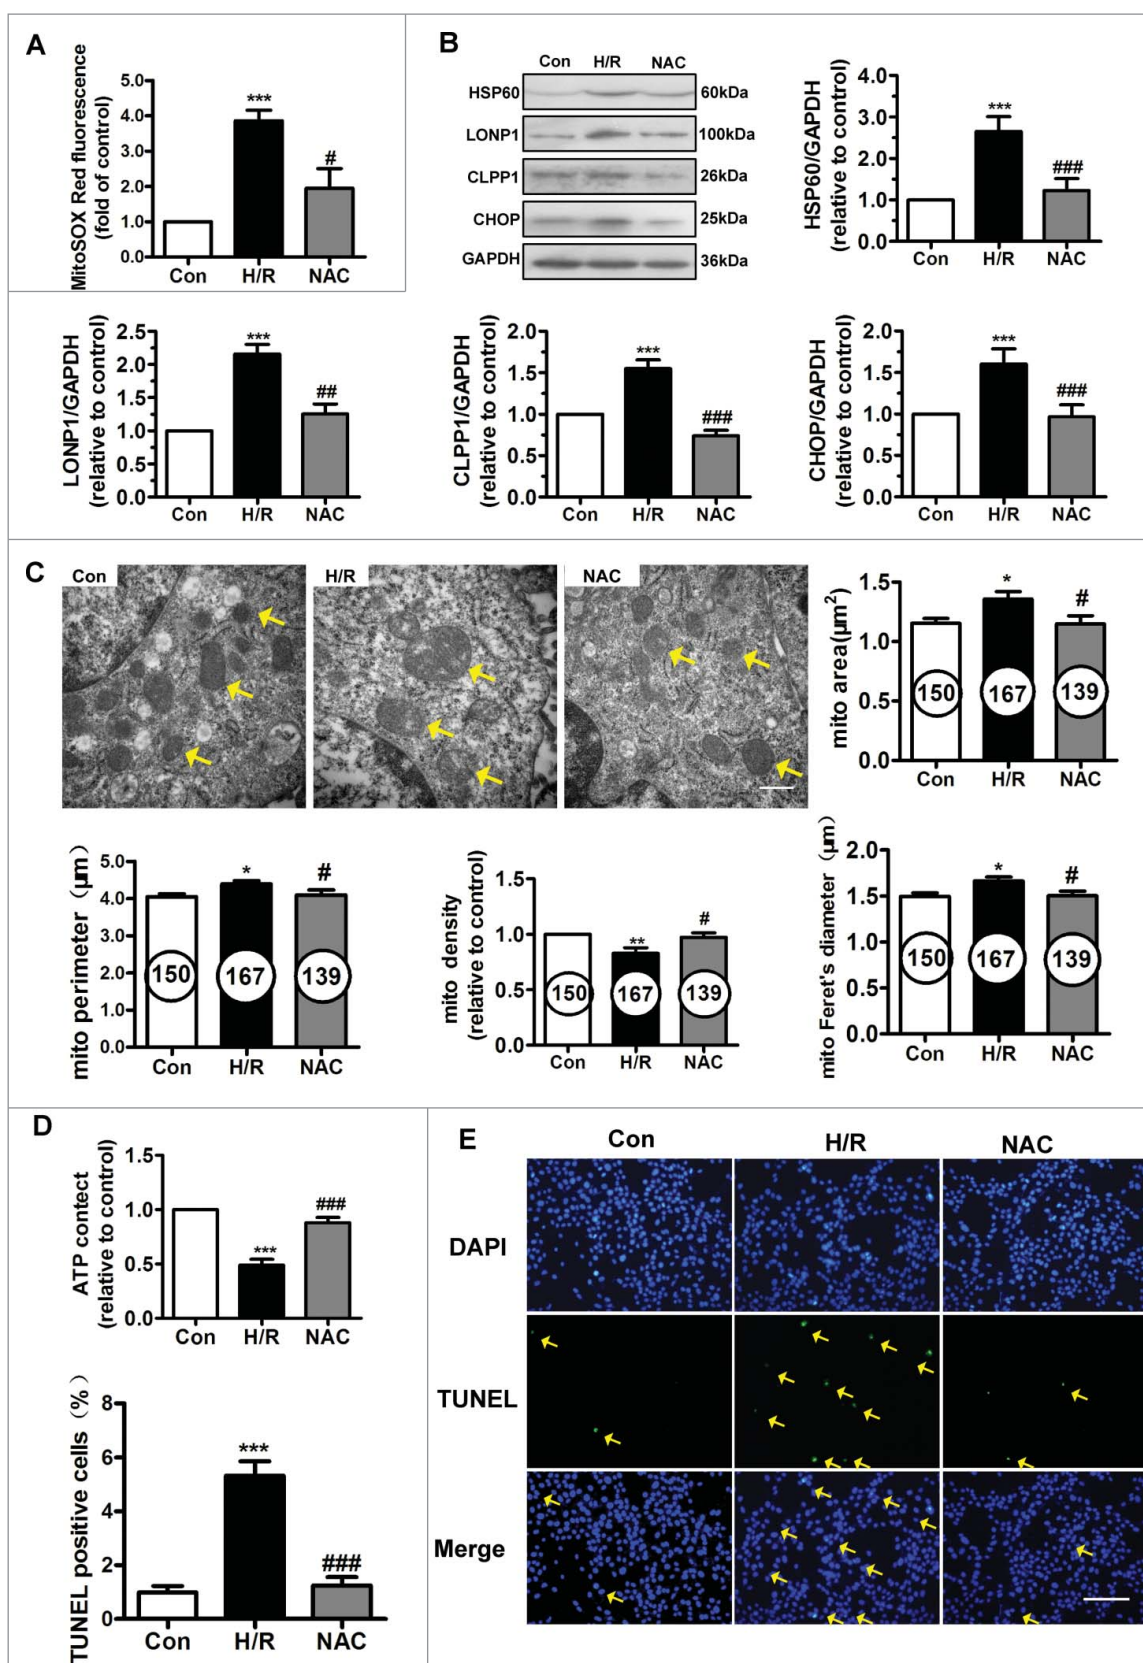 A
MitoSOX Red fluorescence
(fold of control)
5.0
4.0
3.0
2.0
1.0
0.0
***
#
Con H/R NAC
B
Con H/R NAC
HSP60 60kDa
LONP1 100kDa
CLPP1 26kDa
CHOP 25kDa
GAPDH 36kDa
HSP60/GAPDH
(relative to control)
4.0
3.0
2.0
1.0
0.0
***
###
Con H/R NAC
LONP1/GAPDH
(relative to control)
2.5
2.0
1.5
1.0
0.5
0.0
***
##
Con H/R NAC
CLPP1/GAPDH
(relative to control)
2.0
1.5
1.0
0.5
0.0
***
###
Con H/R NAC
CHOP/GAPDH
(relative to control)
2.0
1.5
1.0
0.5
0.0
***
###
Con H/R NAC
C
Con
H/R
NAC
mito area(μm²)
1.5
1.0
0.5
0.0
*
#
150 167 139
Con H/R NAC
mito perimeter (μm)
5.0
4.0
3.0
2.0
1.0
0.0
*
#
150 167 139
Con H/R NAC
mito density
(relative to control)
1.5
1.0
0.5
0.0
**
#
150 167 139
Con H/R NAC
mito Feret's diameter (μm)
2.0
1.5
1.0
0.5
0.0
*
#
150 167 139
Con H/R NAC
D
ATP contect
(relative to control)
1.5
1.0
0.5
0.0
***
###
Con H/R NAC
TUNEL positive cells (%)
8
6
4
2
0
***
###
Con H/R NAC
E
Con H/R NAC
DAPI
TUNEL
Merge